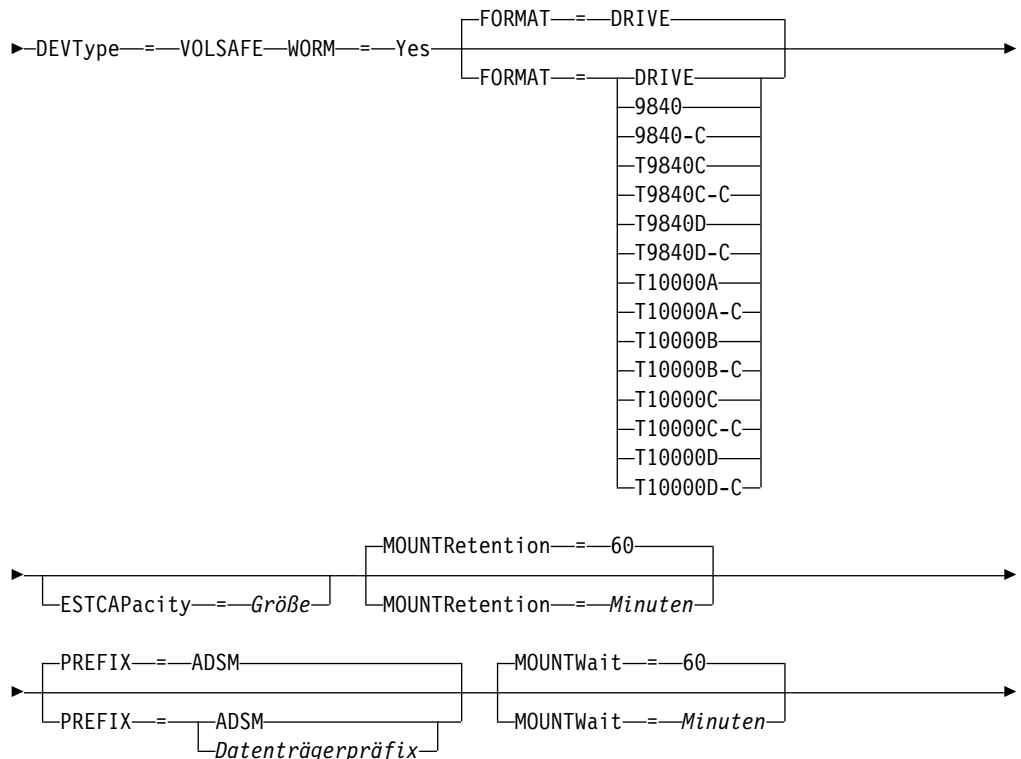 FORMAT = DRIVE
DEVType = VOLSAFE WORM = Yes
FORMAT = DRIVE
9840
9840-C
T9840C
T9840C-C
T9840D
T9840D-C
T10000A
T10000A-C
T10000B
T10000B-C
T10000C
T10000C-C
T10000D
T10000D-C
MOUNTRetention = 60
ESTCAPacity = Größe
MOUNTRetention = Minuten
PREFIX = ADSM
MOUNTWait = 60
PREFIX = ADSM
MOUNTWait = Minuten
Datenträgerpräfix